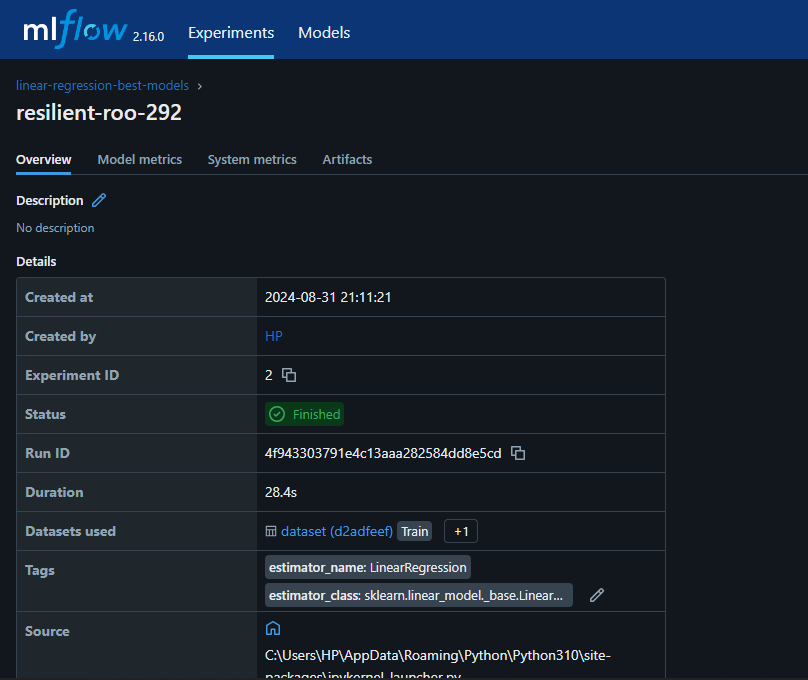 mlflow 2.16.0 Experiments Models
linear-regression-best-models ›
resilient-roo-292
Overview Model metrics System metrics Artifacts
Description
No description
Details
Created at 2024-08-31 21:11:21
Created by HP
Experiment ID 2
Status Finished
Run ID 4f943303791e4c13aaa282584dd8e5cd
Duration 28.4s
Datasets used dataset (d2adfeef) Train +1
Tags estimator_name: LinearRegression
estimator_class: sklearn.linear_model._base.Linear...
Source
C:\Users\HP\AppData\Roaming\Python\Python310\site-
packages\ipykernel_launcher.py